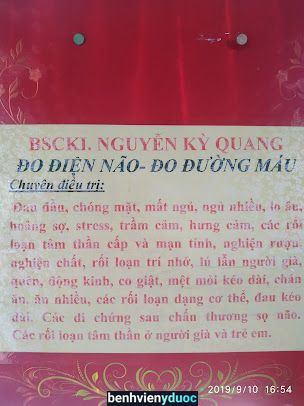 BSCKI. NGUYỄN KỲ QUANG
ĐO ĐIỆN NÃO- ĐO ĐƯỜNG MÁU
Chuyên điều trị:
Đau đầu, chóng mặt, mất ngủ, ngủ nhiều, lo âu,
hoảng sợ, stress, trầm cảm, hưng cảm, các rối
loạn tâm thần cấp và mạn tính, nghiện rượu,
nghiện chất, rối loạn trí nhớ, lú lẫn người già,
quên, động kinh, co giật, mệt mỏi kéo dài, chán
ăn, ăn nhiều, các rối loạn dạng cơ thể, đau kéo
dài. Các di chứng sau chấn thương sọ não.
Các rối loạn tâm thần ở người già và trẻ em.
2019/9/10 16:54
benhvienyduoc